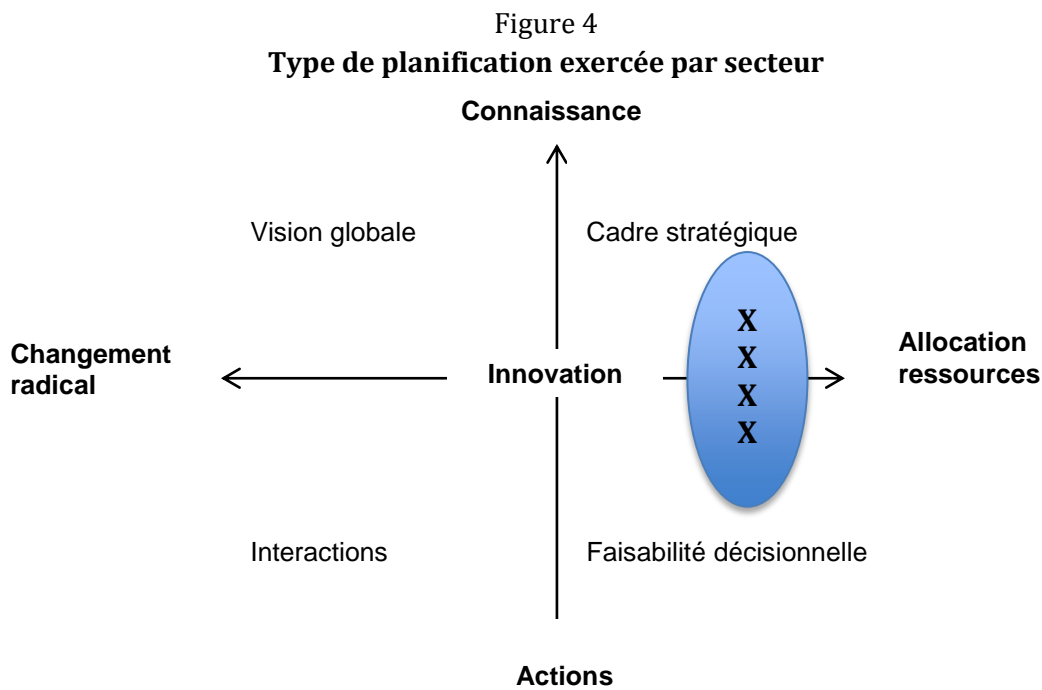 Figure 4
Type de planification exercée par secteur
Connaissance
Vision globale
Cadre stratégique
X
X
X
X
Changement
radical
Innovation
Allocation
ressources
Interactions
Faisabilité décisionnelle
Actions